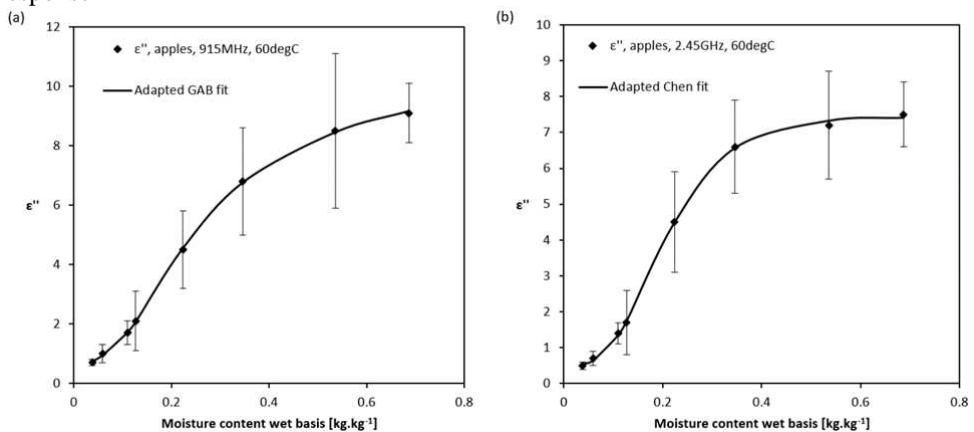 (a)
12
10
8
6
4
2
0
ε"
◆ ε", apples, 915MHz, 60degC
Adapted GAB fit
0 0.2 0.4 0.6 0.8
Moisture content wet basis [kg.kg⁻¹]
(b)
10
9
8
7
6
5
4
3
2
1
0
ε"
◆ ε", apples, 2.45GHz, 60degC
Adapted Chen fit
0 0.2 0.4 0.6 0.8
Moisture content wet basis [kg.kg⁻¹]